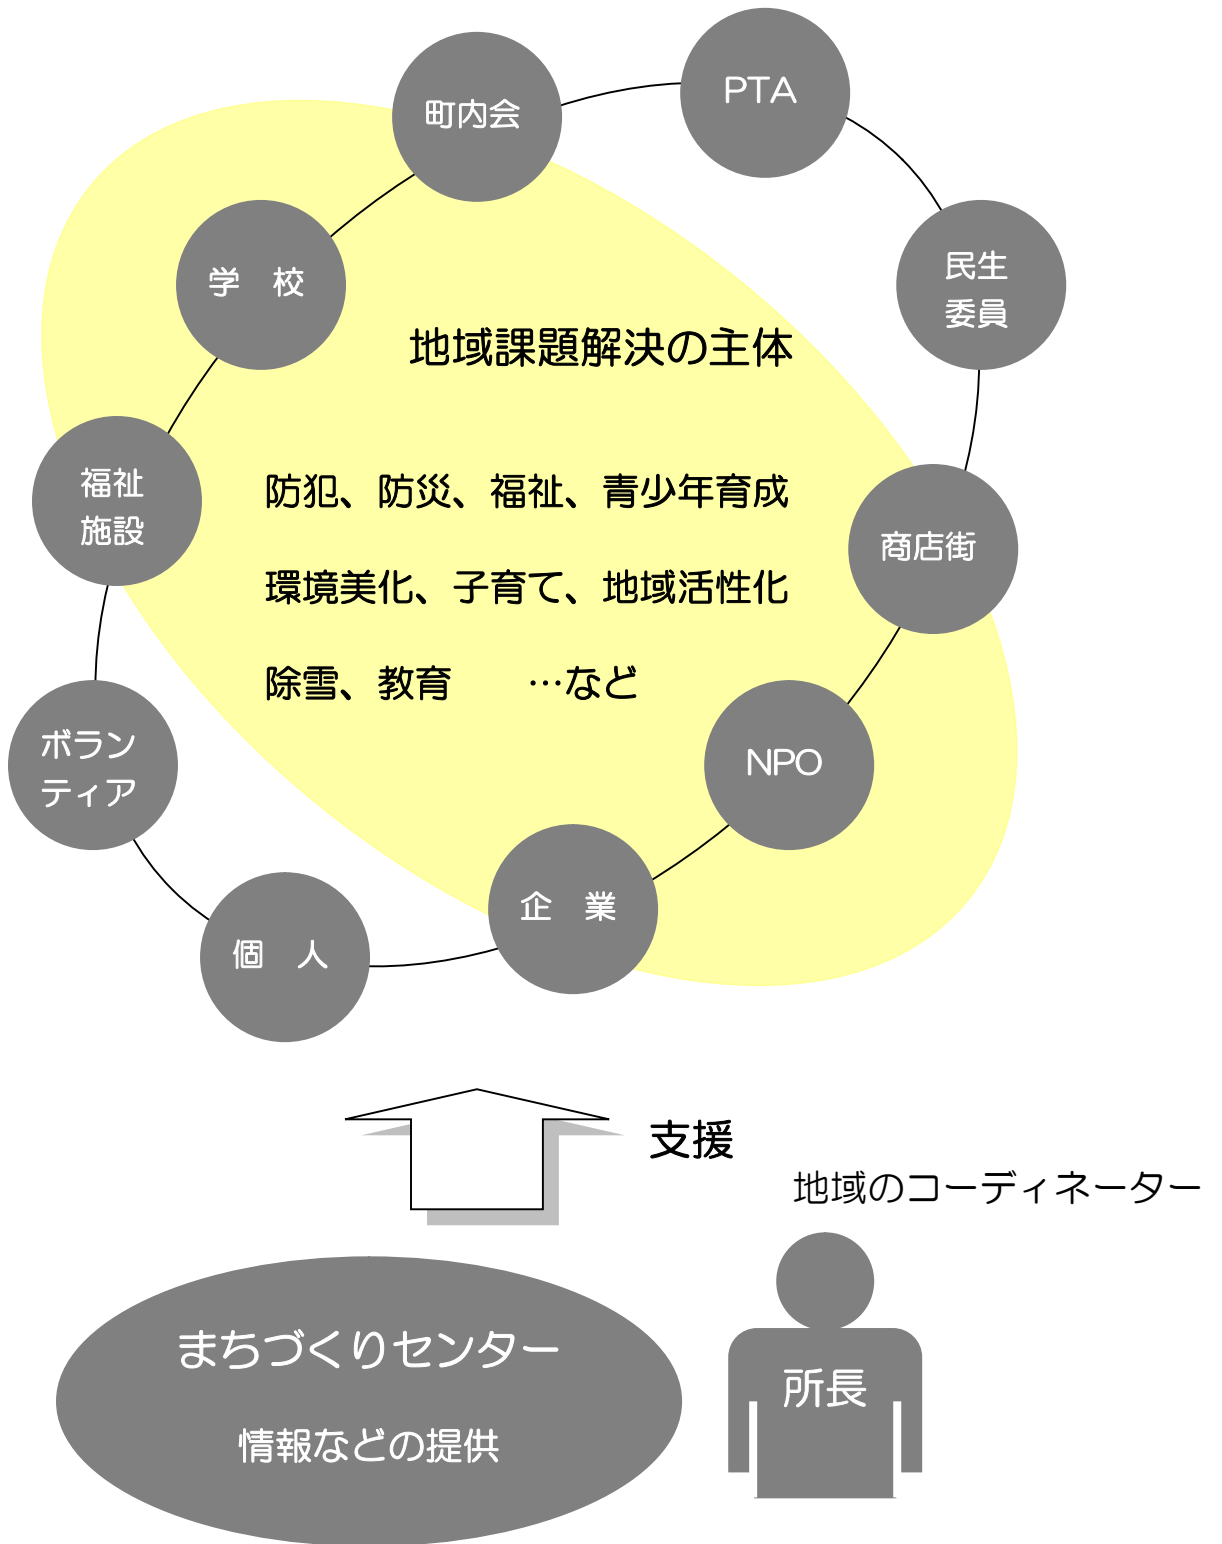 PTA
町内会
民生
委員
学　校
地域課題解決の主体
福祉
施設
防犯、防災、福祉、青少年育成
商店街
環境美化、子育て、地域活性化
除雪、教育　　…など
ボラン
ティア
NPO
企　業
個　人
支援
地域のコーディネーター
まちづくりセンター
所長
情報などの提供